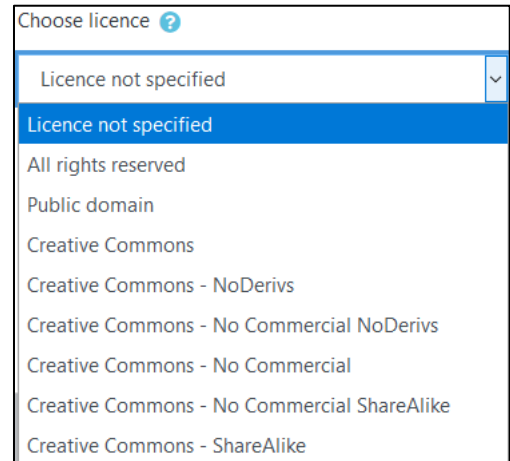 Choose licence ?
Licence not specified
Licence not specified
All rights reserved
Public domain
Creative Commons
Creative Commons - NoDerivs
Creative Commons - No Commercial NoDerivs
Creative Commons - No Commercial
Creative Commons - No Commercial ShareAlike
Creative Commons - ShareAlike